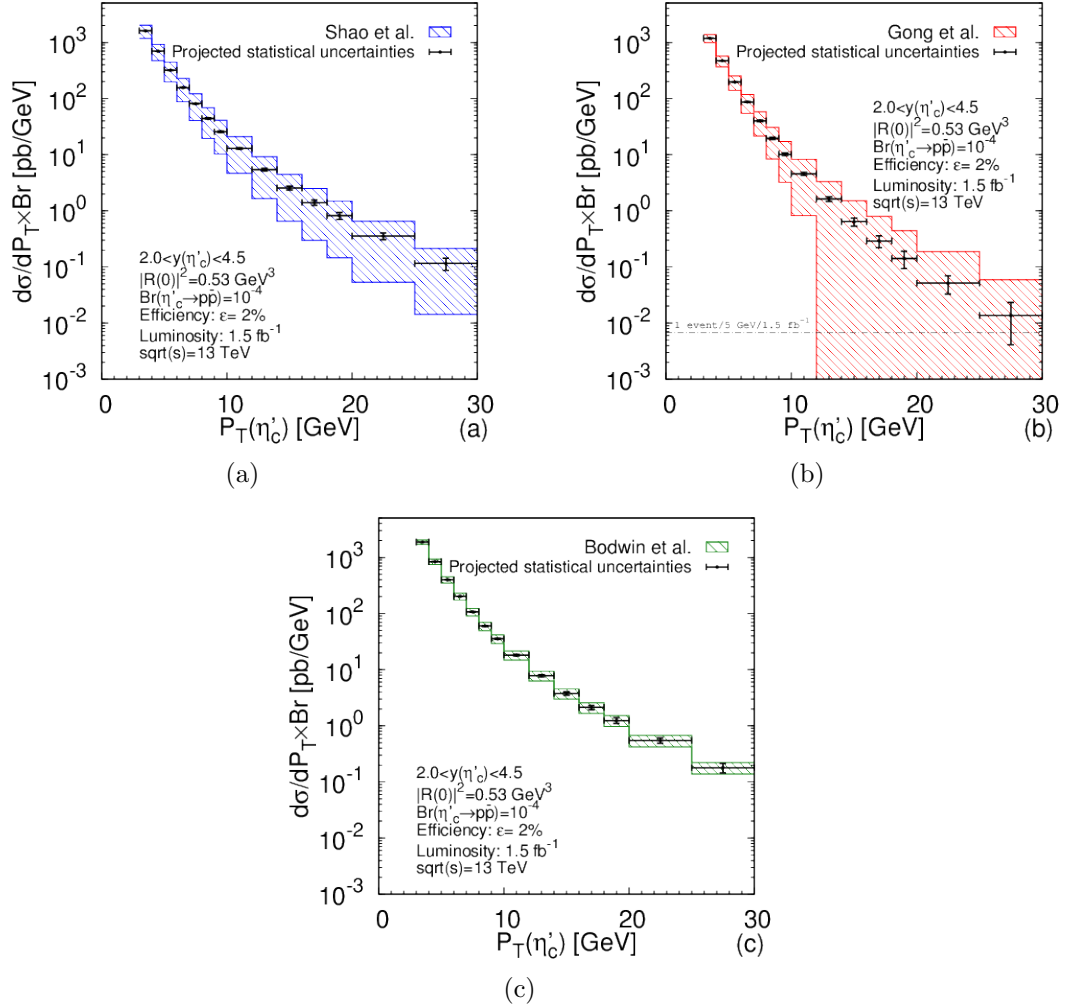 Shao et al.
Projected statistical uncertainties
dσ/dP_T×Br [pb/GeV]
10^3
10^2
10^1
10^0
10^-1
10^-2
10^-3
2.0<y(η'_c)<4.5
|R(0)|^2=0.53 GeV^3
Br(η'_c→pp̄)=10^-4
Efficiency: ε= 2%
Luminosity: 1.5 fb^-1
sqrt(s)=13 TeV
0 10 20 30
P_T(η'_c) [GeV]
(a)
(a)
Gong et al.
Projected statistical uncertainties
dσ/dP_T×Br [pb/GeV]
10^3
10^2
10^1
10^0
10^-1
10^-2
10^-3
2.0<y(η'_c)<4.5
|R(0)|^2=0.53 GeV^3
Br(η'_c→pp̄)=10^-4
Efficiency: ε= 2%
Luminosity: 1.5 fb^-1
sqrt(s)=13 TeV
1 event/5 GeV/1.5 fb^-1
0 10 20 30
P_T(η'_c) [GeV]
(b)
(b)
Bodwin et al.
Projected statistical uncertainties
dσ/dP_T×Br [pb/GeV]
10^3
10^2
10^1
10^0
10^-1
10^-2
10^-3
2.0<y(η'_c)<4.5
|R(0)|^2=0.53 GeV^3
Br(η'_c→pp̄)=10^-4
Efficiency: ε= 2%
Luminosity: 1.5 fb^-1
sqrt(s)=13 TeV
0 10 20 30
P_T(η'_c) [GeV]
(c)
(c)